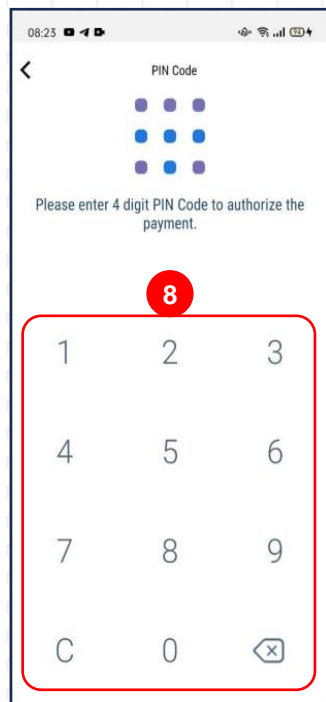 08:23 74
PIN Code
Please enter 4 digit PIN Code to authorize the
payment.
8
1 2 3
4 5 6
7 8 9
C 0